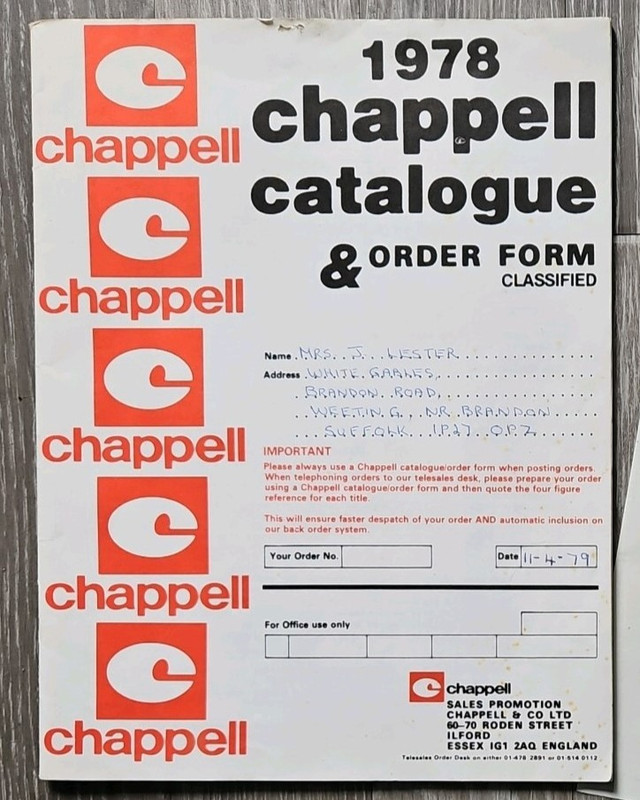 chappell
chappell
chappell
chappell
chappell
1978
chappell
catalogue
& ORDER FORM
CLASSIFIED
Name MRS. J. LESTER
Address WHITE GABLES,
BRANDON ROAD,
WEETING, NR. BRANDON
SUFFOLK IP27 OPZ
IMPORTANT
Please always use a Chappell catalogue/order form when posting orders.
When telephoning orders to our telesales desk, please prepare your order
using a Chappell catalogue/order form and then quote the four figure
reference for each title.
This will ensure faster despatch of your order AND automatic inclusion on
our back order system.
Your Order No.
Date 11-4-79
For Office use only
chappell
SALES PROMOTION
CHAPPELL & CO LTD
60–70 RODEN STREET
ILFORD
ESSEX IG1 2AQ ENGLAND
Telesales Order Desk on either 01-478 2891 or 01-514 0112